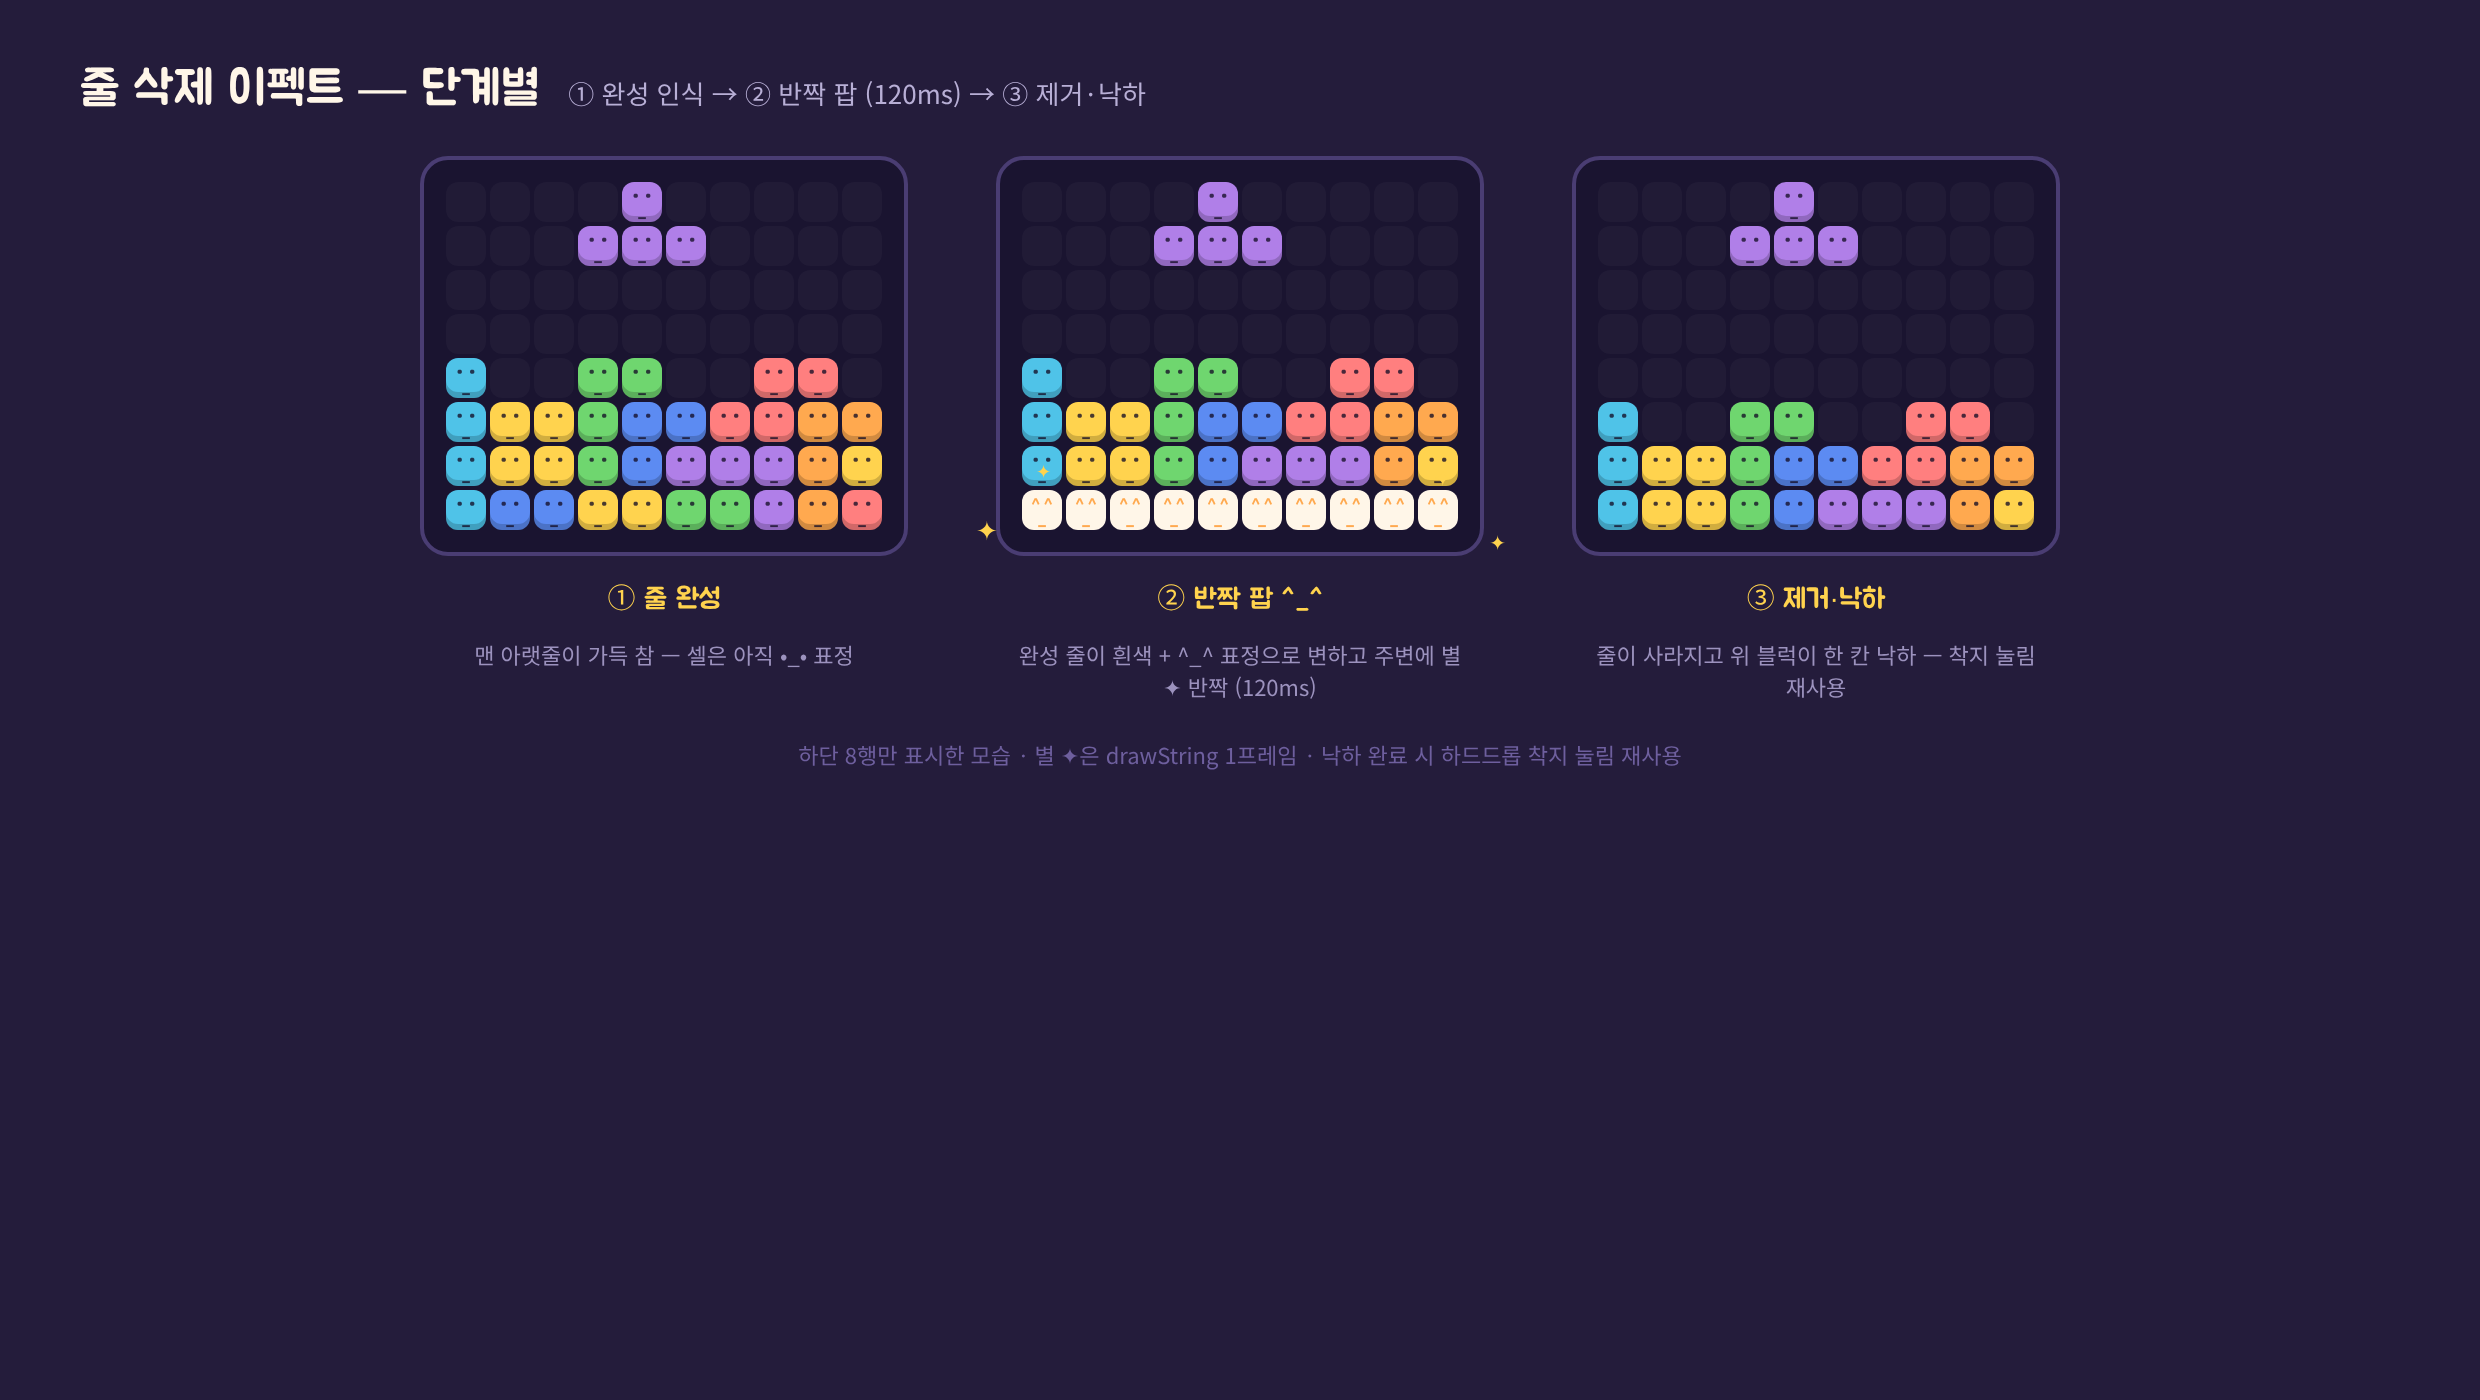 줄 삭제 이펙트 — 단계별
① 완성 인식 → ② 반짝 팝 (120ms) → ③ 제거·낙하
① 줄 완성
맨 아랫줄이 가득 참 — 셀은 아직 •_• 표정
② 반짝 팝 ^_^
완성 줄이 흰색 + ^_^ 표정으로 변하고 주변에 별
✦ 반짝 (120ms)
③ 제거·낙하
줄이 사라지고 위 블럭이 한 칸 낙하 — 착지 눌림
재사용
하단 8행만 표시한 모습 · 별 ✦은 drawString 1프레임 · 낙하 완료 시 하드드롭 착지 눌림 재사용